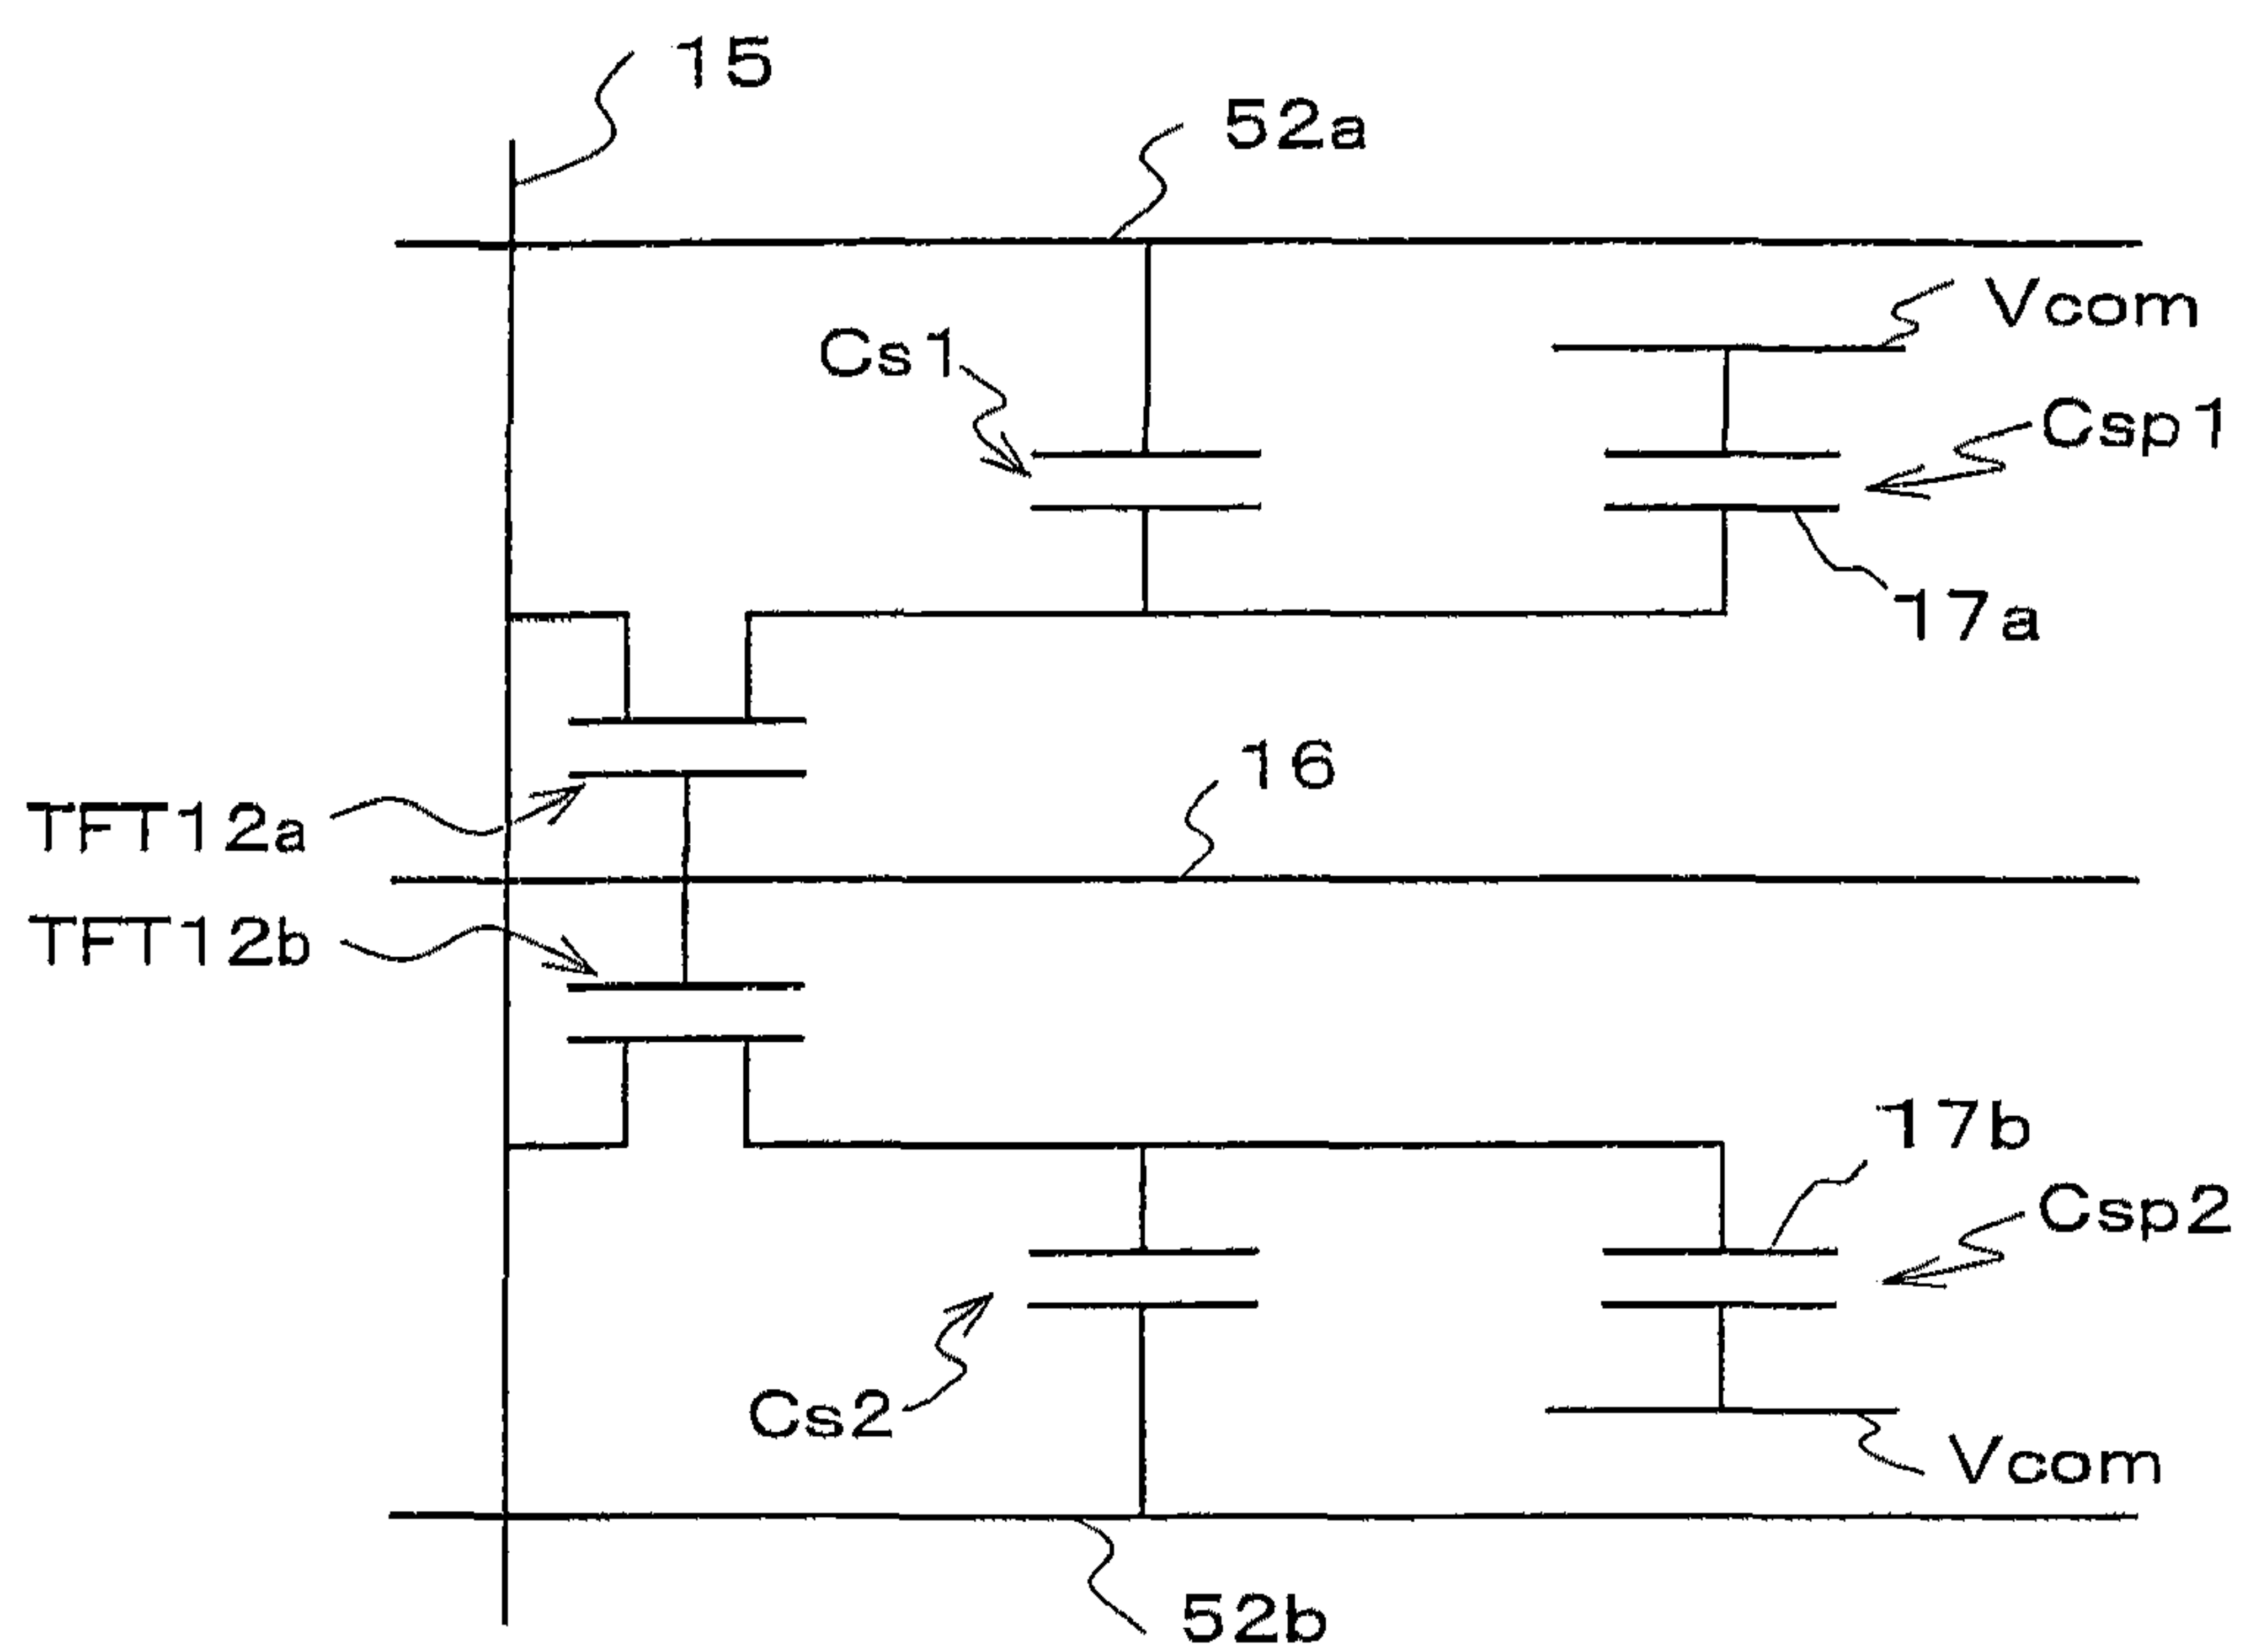 15
52a
Vcom
Cs1
Csp1
17a
16
TFT12a
TFT12b
17b
Csp2
Cs2
Vcom
52b